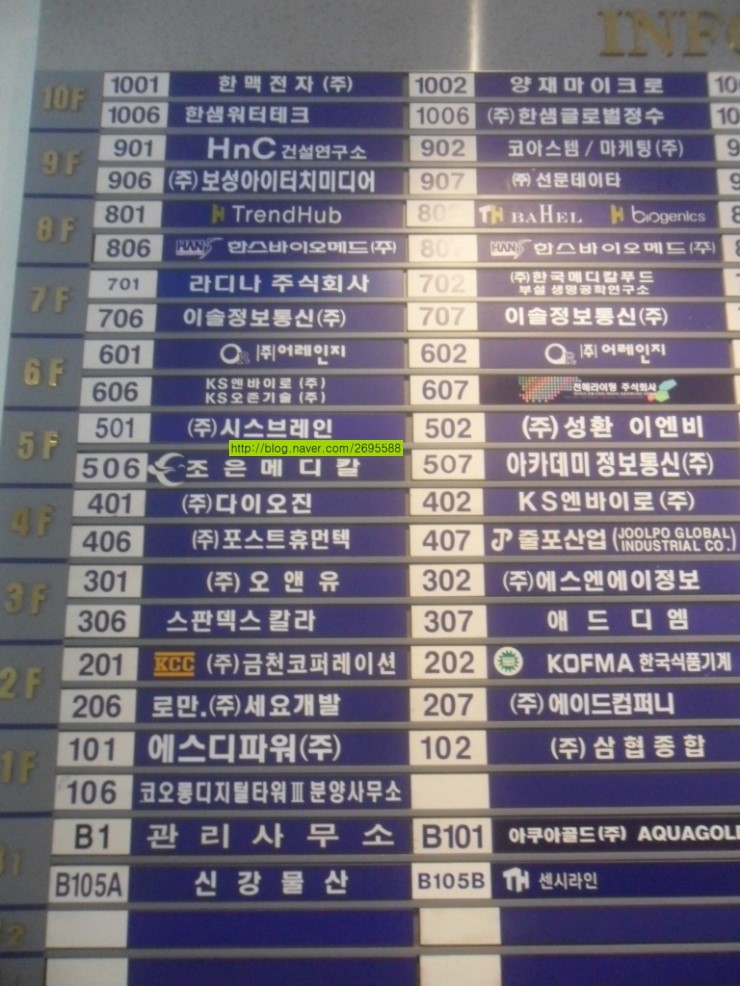 INFO
10F 1001 한맥전자(주) 1002 양재마이크로
1006 한샘워터테크 1006 (주)한샘글로벌정수
9F 901 HnC 건설연구소 902 코아스템/마케팅(주)
906 (주)보성아이터치미디어 907 ㈜선문데이타
8F 801 TrendHub TH BAHEL H biogenics
806 HANS 한스바이오메드(주) HANS 한스바이오메드(주)
7F 701 라디나 주식회사 702 (주)한국메디칼푸드
부설 생명공학연구소
706 이솔정보통신(주) 707 이솔정보통신(주)
6F 601 (주)어레인지 602 (주)어레인지
606 KS엔바이로(주) 607 전해라이팅 주식회사
KS오존기술(주)
5F 501 (주)시스브레인 502 (주)성환 이엔비
http://blog.naver.com/2695588
506 조은메디칼 507 아카데미정보통신(주)
4F 401 (주)다이오진 402 KS엔바이로(주)
406 (주)포스트휴먼텍 407 줄포산업 (JOOLPO GLOBAL
INDUSTRIAL CO.)
3F 301 (주)오앤유 302 (주)에스엔에이정보
306 스판덱스칼라 307 애드디엠
2F 201 KCC (주)금천코퍼레이션 202 KOFMA 한국식품기계
206 로만.(주)세요개발 207 (주)에이드컴퍼니
1F 101 에스디파워(주) 102 (주)삼협종합
106 코오롱디지털타워Ⅲ분양사무소
B1 관리사무소 B101 아쿠아골드(주) AQUAGOLD
B105A 신강물산 B105B TH 센시라인